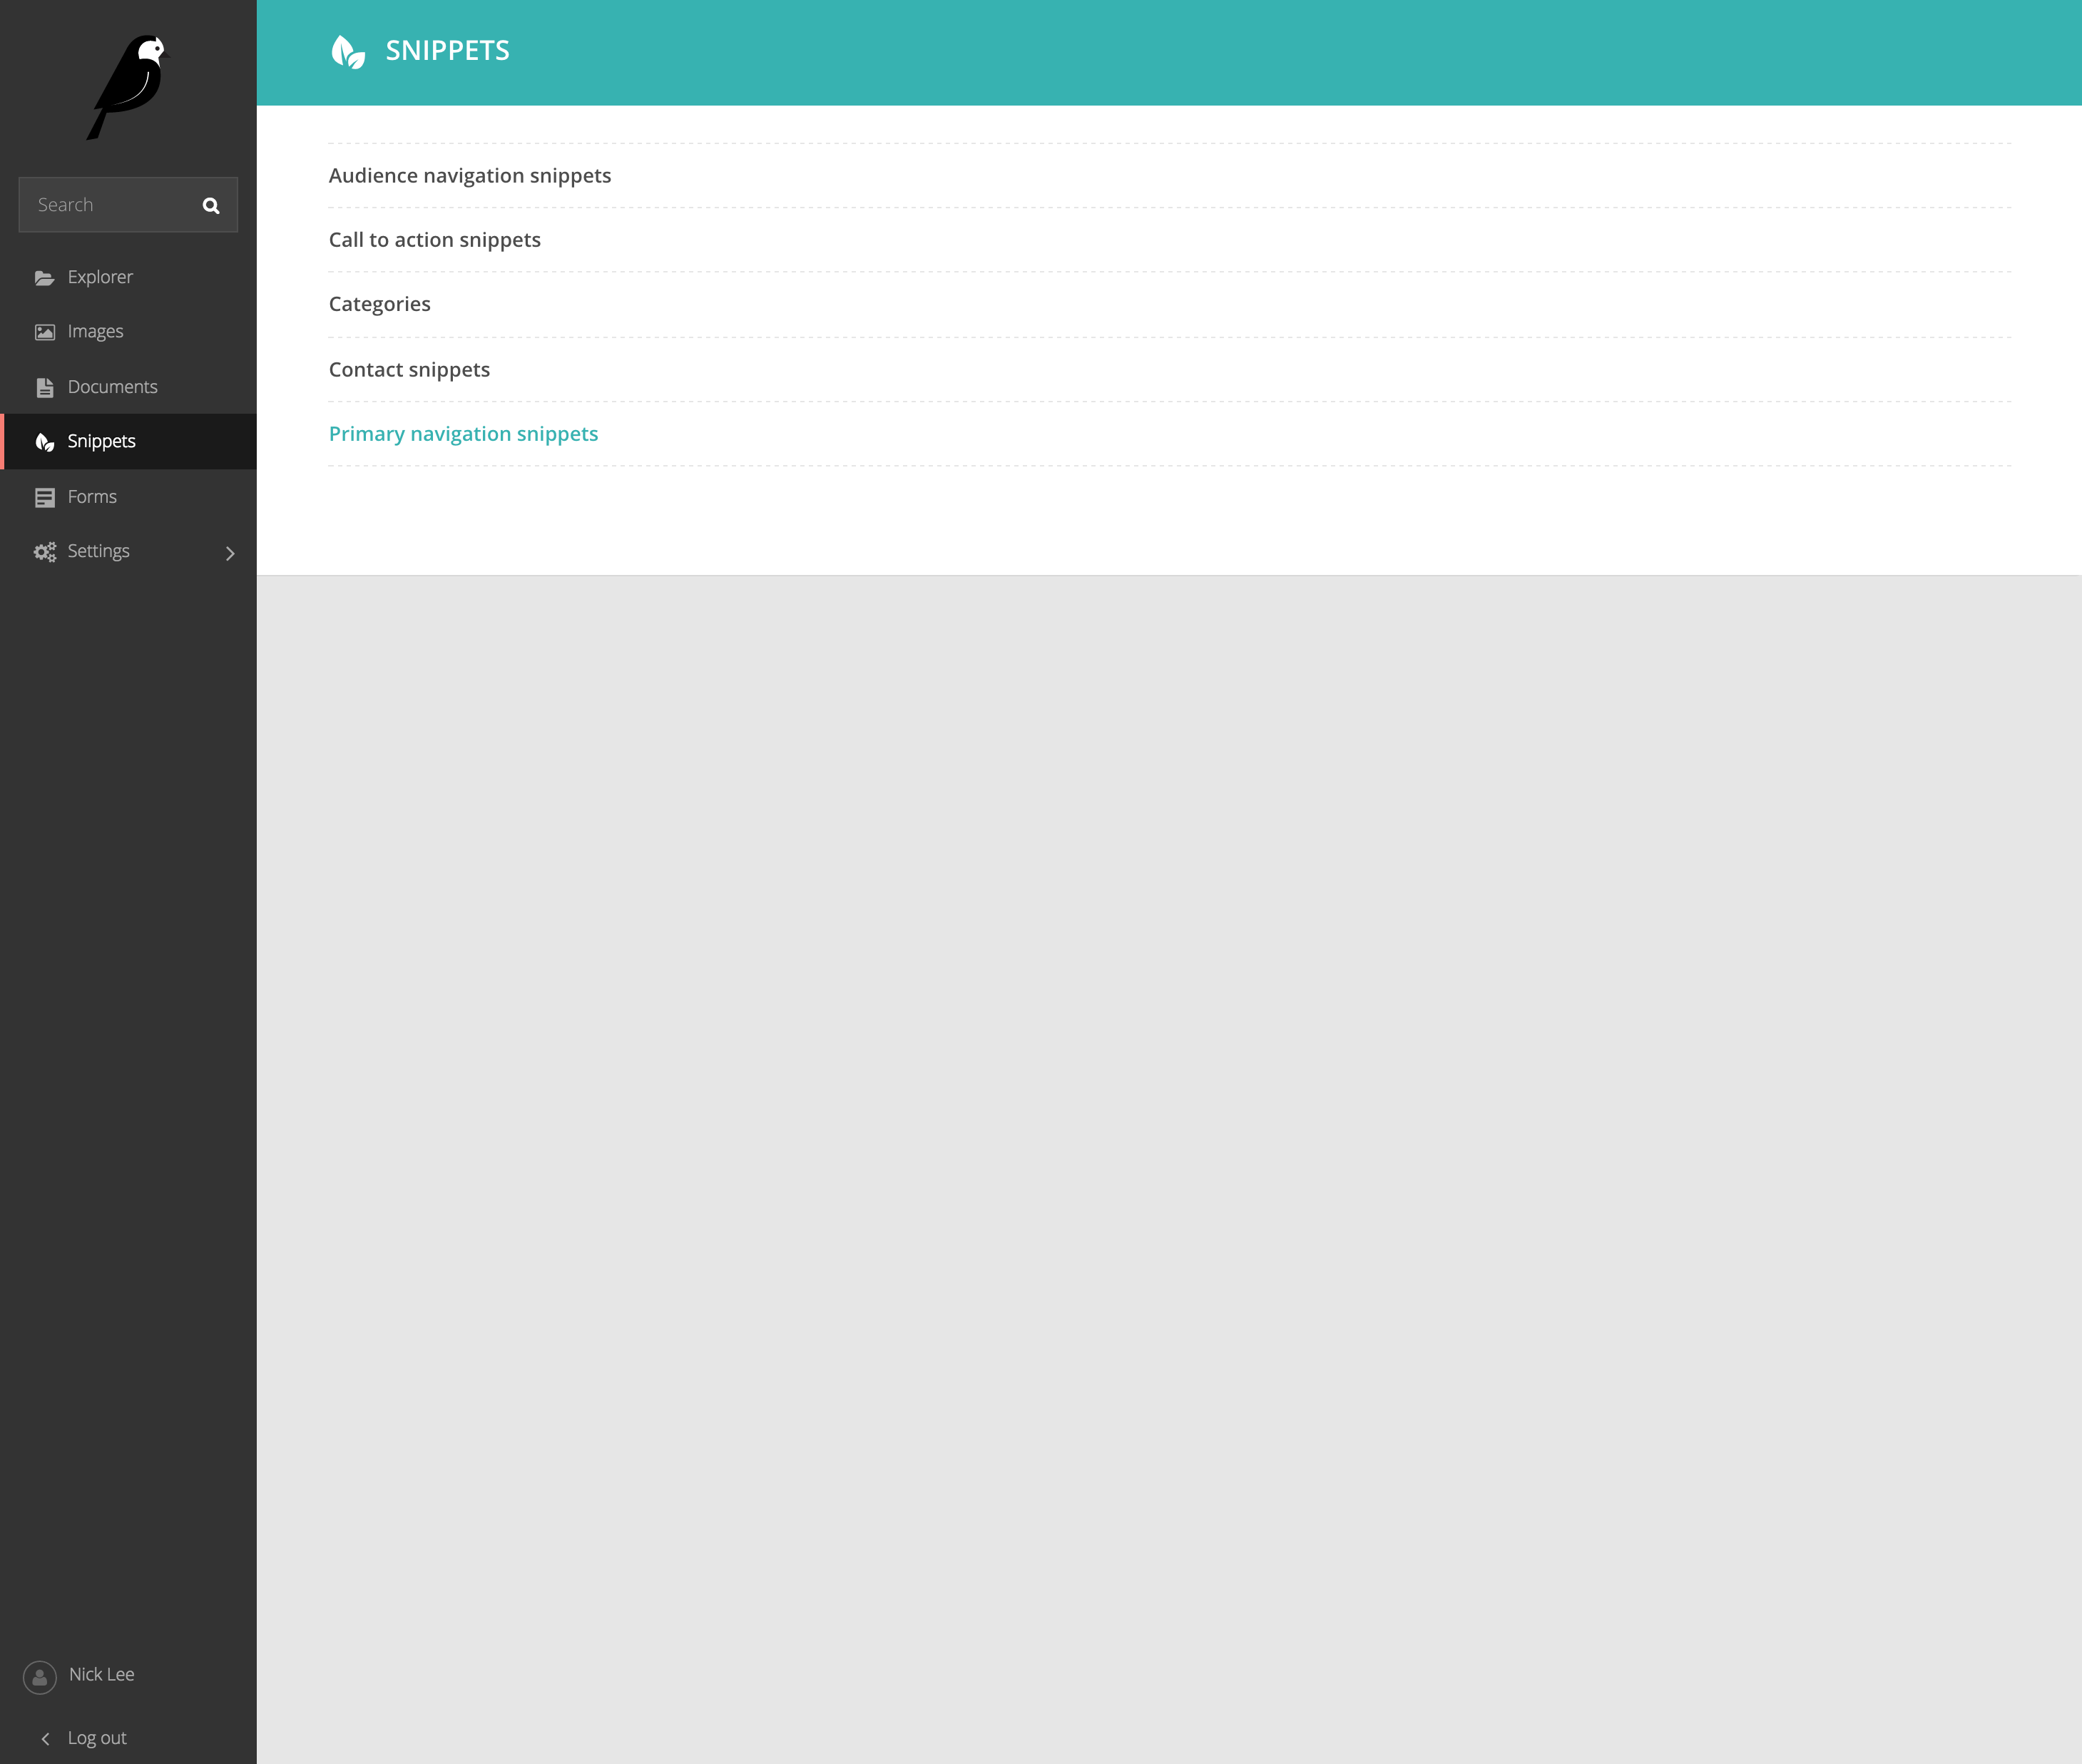 Search
Explorer
Images
Documents
Snippets
Forms
Settings
Nick Lee
Log out
SNIPPETS
Audience navigation snippets
Call to action snippets
Categories
Contact snippets
Primary navigation snippets